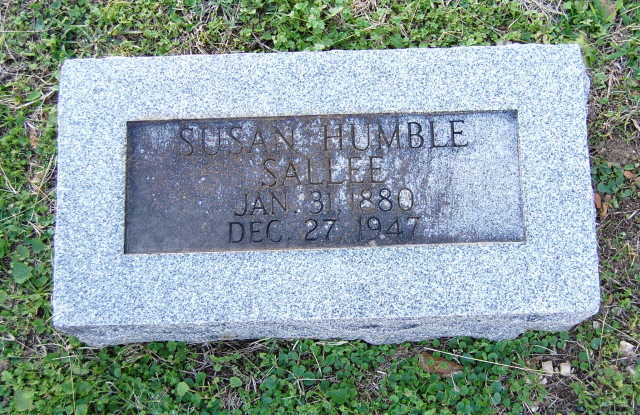 SUSAN HUMBLE
SALLEE
JAN. 31, 1880
DEC. 27, 1947